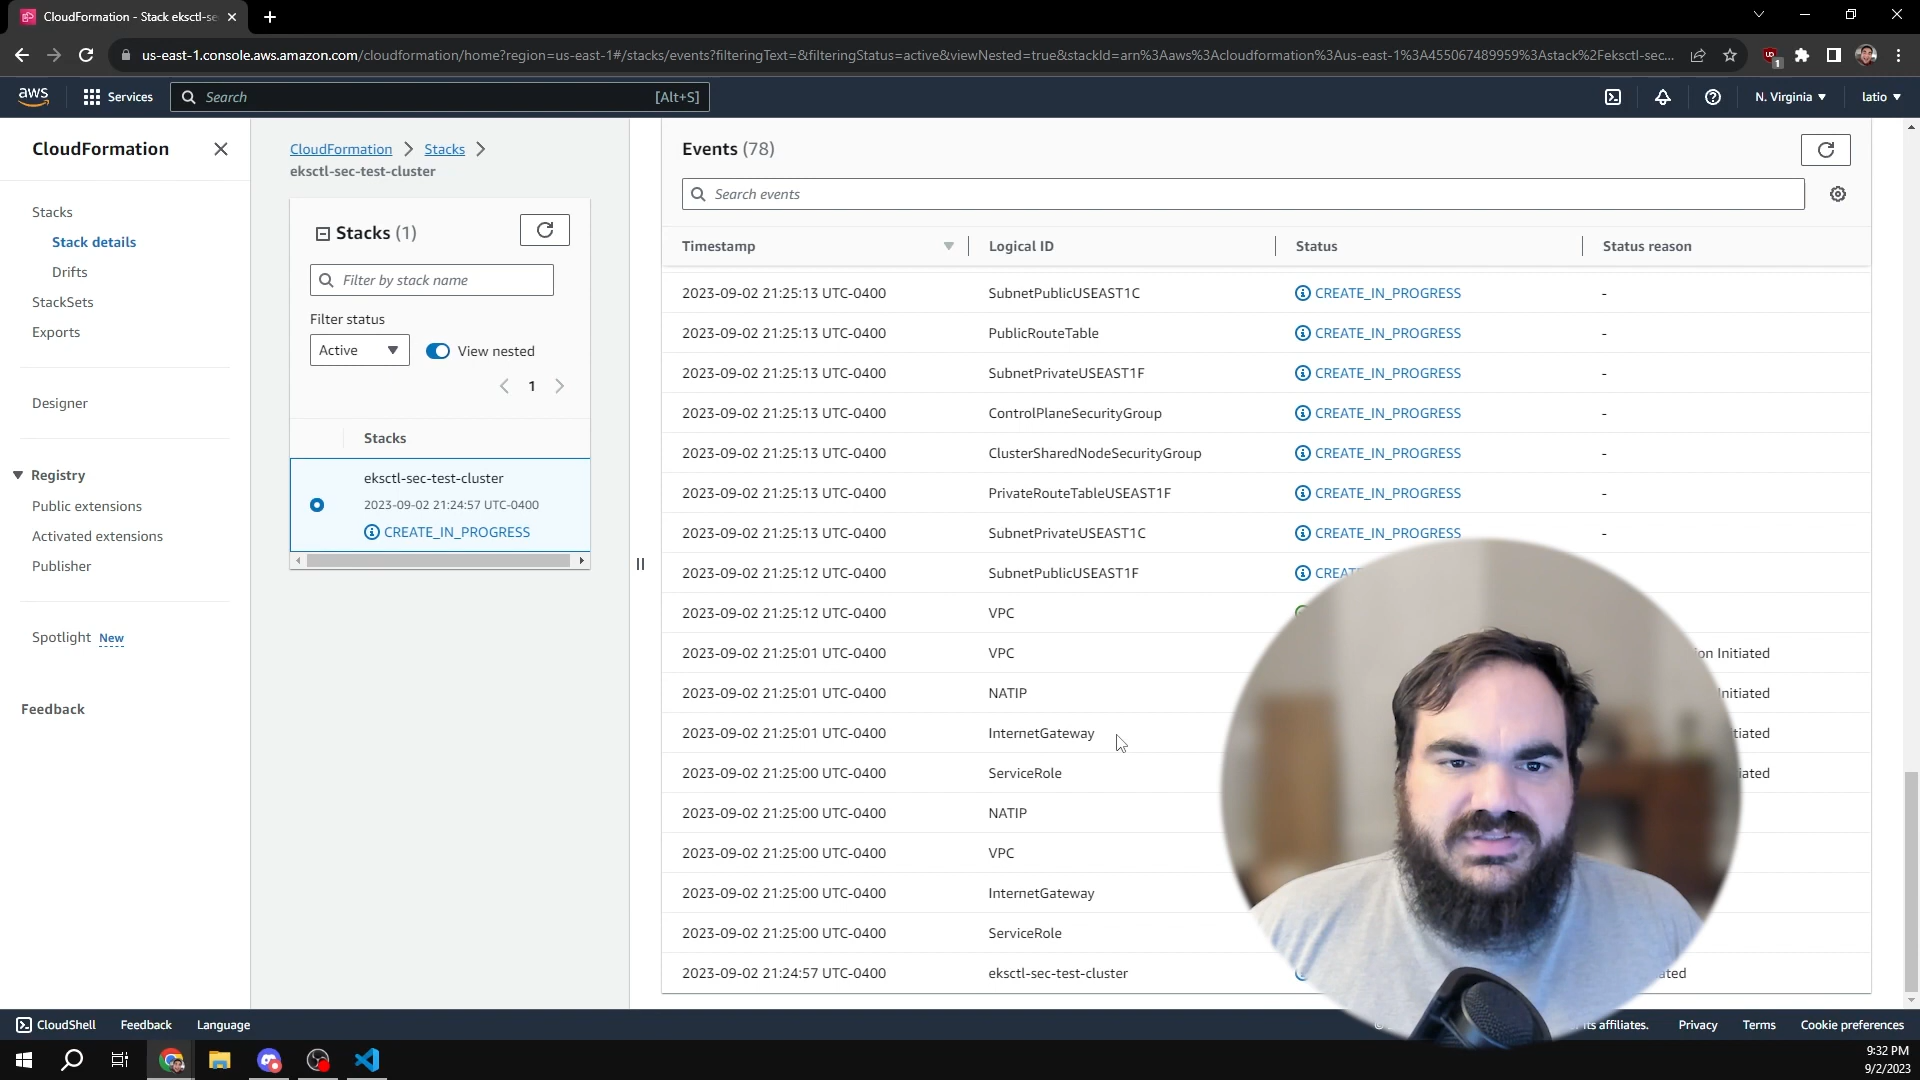 CloudFormation - Stack eksctl-se
us-east-1.console.aws.amazon.com/cloudformation/home?region=us-east-1#/stacks/events?filteringText=&filteringStatus=active&viewNested=true&stackId=arn%3Aaws%3Acloudformation%3Aus-east-1%3A455067489959%3Astack%2Feksctl-sec...
1
aws
Services
Search
[Alt+S]
N. Virginia
latio
CloudFormation
Stacks
Stack details
Drifts
StackSets
Exports
Designer
Registry
Public extensions
Activated extensions
Publisher
Spotlight New
Feedback
CloudFormation > Stacks >
eksctl-sec-test-cluster
Stacks (1)
Filter by stack name
Filter status
Active
View nested
1
Stacks
eksctl-sec-test-cluster
2023-09-02 21:24:57 UTC-0400
CREATE_IN_PROGRESS
Events (78)
Search events
Timestamp Logical ID Status Status reason
2023-09-02 21:25:13 UTC-0400 SubnetPublicUSEAST1C CREATE_IN_PROGRESS -
2023-09-02 21:25:13 UTC-0400 PublicRouteTable CREATE_IN_PROGRESS -
2023-09-02 21:25:13 UTC-0400 SubnetPrivateUSEAST1F CREATE_IN_PROGRESS -
2023-09-02 21:25:13 UTC-0400 ControlPlaneSecurityGroup CREATE_IN_PROGRESS -
2023-09-02 21:25:13 UTC-0400 ClusterSharedNodeSecurityGroup CREATE_IN_PROGRESS -
2023-09-02 21:25:13 UTC-0400 PrivateRouteTableUSEAST1F CREATE_IN_PROGRESS -
2023-09-02 21:25:13 UTC-0400 SubnetPrivateUSEAST1C CREATE_IN_PROGRESS -
2023-09-02 21:25:12 UTC-0400 SubnetPublicUSEAST1F CREAT
2023-09-02 21:25:12 UTC-0400 VPC
2023-09-02 21:25:01 UTC-0400 VPC on Initiated
2023-09-02 21:25:01 UTC-0400 NATIP Initiated
2023-09-02 21:25:01 UTC-0400 InternetGateway tiated
2023-09-02 21:25:00 UTC-0400 ServiceRole iated
2023-09-02 21:25:00 UTC-0400 NATIP
2023-09-02 21:25:00 UTC-0400 VPC
2023-09-02 21:25:00 UTC-0400 InternetGateway
2023-09-02 21:25:00 UTC-0400 ServiceRole
2023-09-02 21:24:57 UTC-0400 eksctl-sec-test-cluster ated
CloudShell
Feedback
Language
its affiliates.
Privacy
Terms
Cookie preferences
9:32 PM
9/2/2023